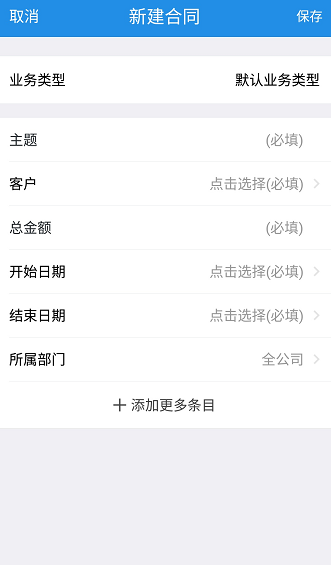 取消 新建合同 保存
业务类型 默认业务类型
主题 (必填)
客户 点击选择(必填)
总金额 (必填)
开始日期 点击选择(必填)
结束日期 点击选择(必填)
所属部门 全公司
添加更多条目